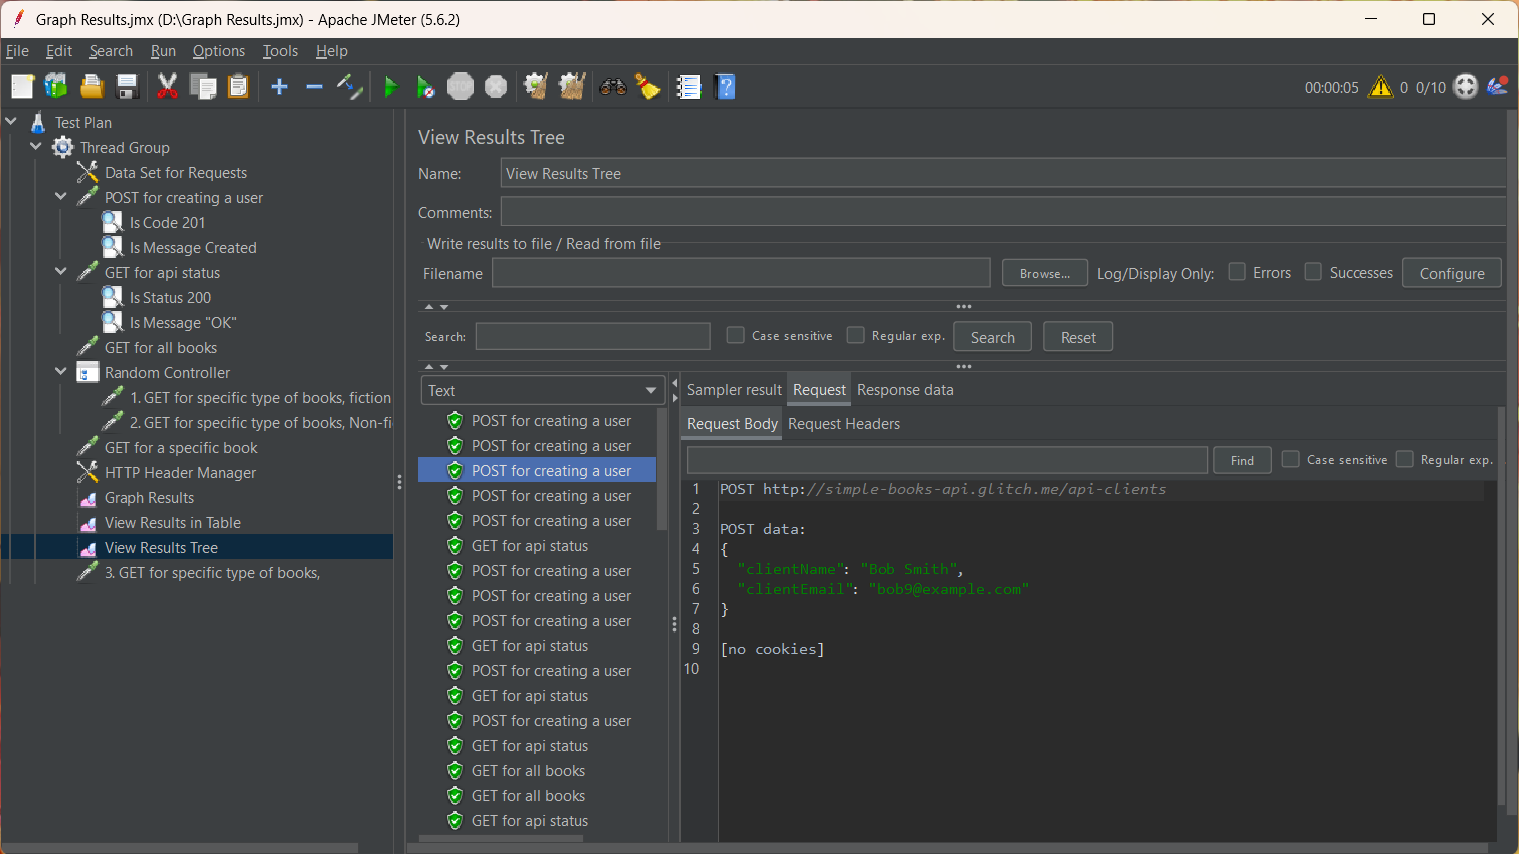 Graph Results.jmx (D:\Graph Results.jmx) - Apache JMeter (5.6.2)
File Edit Search Run Options Tools Help
STOP 00:00:05 0 0/10
Test Plan
Thread Group
Data Set for Requests
POST for creating a user
Is Code 201
Is Message Created
GET for api status
Is Status 200
Is Message "OK"
GET for all books
Random Controller
1. GET for specific type of books, fiction
2. GET for specific type of books, Non-fi
GET for a specific book
HTTP Header Manager
Graph Results
View Results in Table
View Results Tree
3. GET for specific type of books,
View Results Tree
Name: View Results Tree
Comments:
Write results to file / Read from file
Filename Browse... Log/Display Only: Errors Successes Configure
Search: Case sensitive Regular exp. Search Reset
Text
POST for creating a user
POST for creating a user
POST for creating a user
POST for creating a user
POST for creating a user
GET for api status
POST for creating a user
POST for creating a user
POST for creating a user
GET for api status
POST for creating a user
GET for api status
POST for creating a user
GET for api status
GET for all books
GET for all books
GET for api status
Sampler result Request Response data
Request Body Request Headers
Find Case sensitive Regular exp.
1 POST http://simple-books-api.glitch.me/api-clients
2
3 POST data:
4 {
5 "clientName": "Bob Smith",
6 "clientEmail": "bob9@example.com"
7 }
8
9 [no cookies]
10